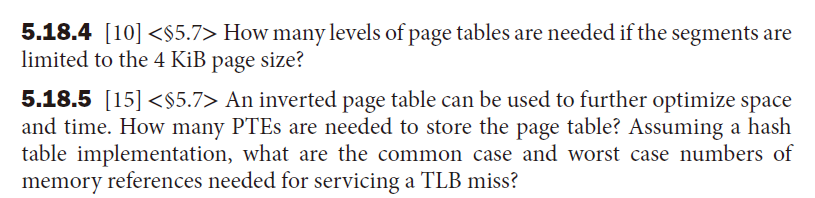 5.18.4 [10] <§5.7> How many levels of page tables are needed if the segments are
limited to the 4 KiB page size?
5.18.5 [15] <§5.7> An inverted page table can be used to further optimize space
and time. How many PTEs are needed to store the page table? Assuming a hash
table implementation, what are the common case and worst case numbers of
memory references needed for servicing a TLB miss?